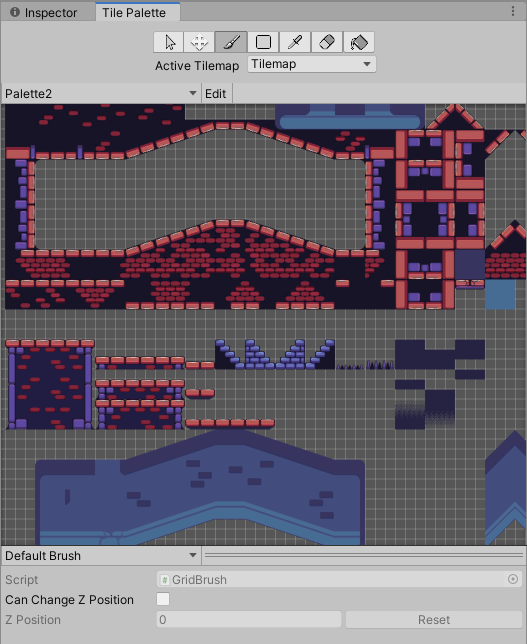 Inspector Tile Palette
Active Tilemap Tilemap
Palette2 Edit
Default Brush
Script # GridBrush
Can Change Z Position
Z Position 0 Reset